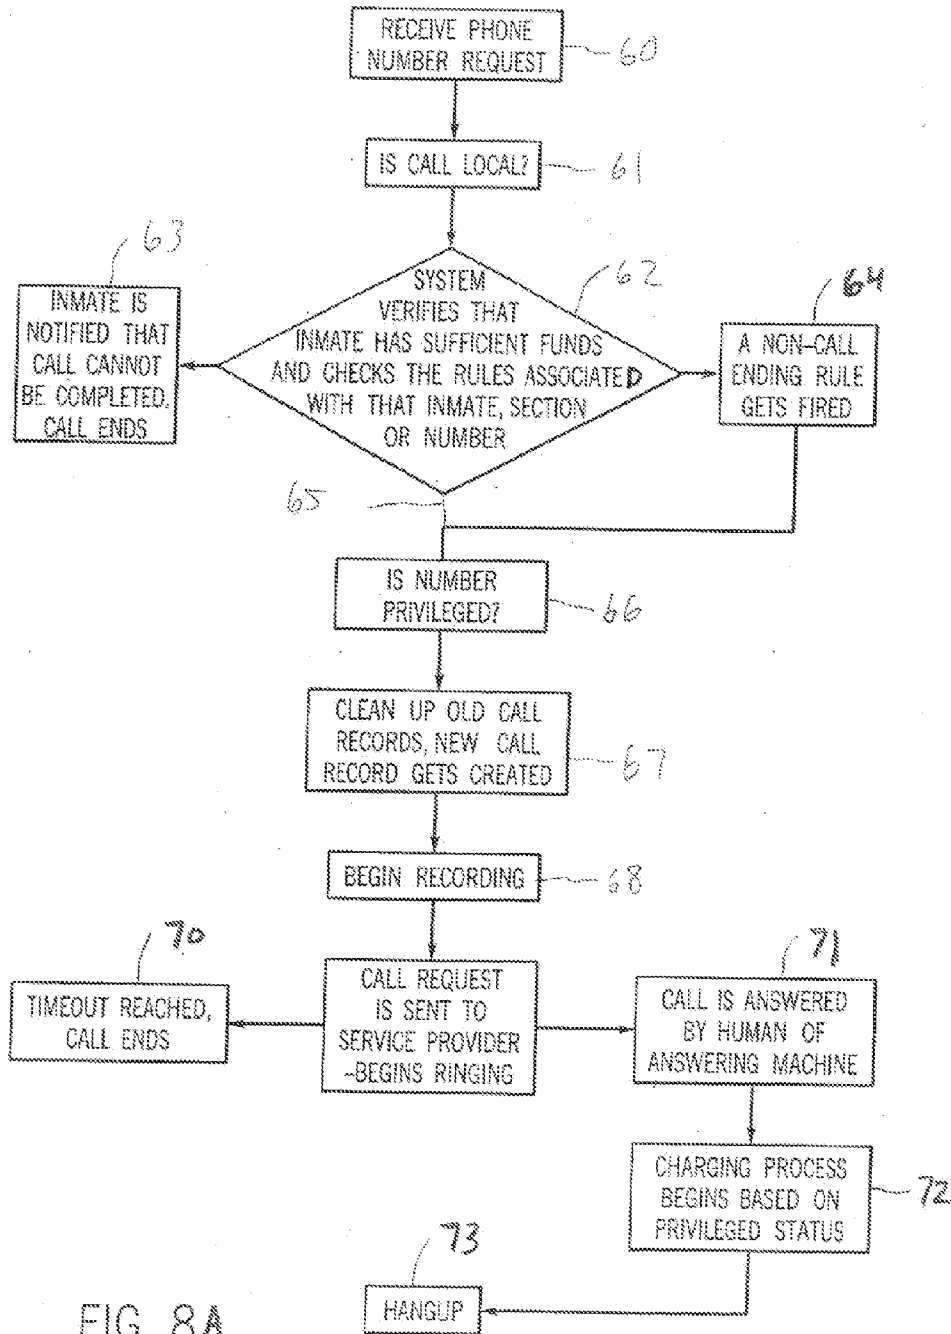 RECEIVE PHONE
NUMBER REQUEST
60
IS CALL LOCAL?
61
63
INMATE IS
NOTIFIED THAT
CALL CANNOT
BE COMPLETED,
CALL ENDS
SYSTEM
VERIFIES THAT
INMATE HAS SUFFICIENT FUNDS
AND CHECKS THE RULES ASSOCIATED
WITH THAT INMATE, SECTION
OR NUMBER
62
64
A NON-CALL
ENDING RULE
GETS FIRED
65
IS NUMBER
PRIVILEGED?
66
CLEAN UP OLD CALL
RECORDS, NEW CALL
RECORD GETS CREATED
67
BEGIN RECORDING
68
70
TIMEOUT REACHED,
CALL ENDS
CALL REQUEST
IS SENT TO
SERVICE PROVIDER
-BEGINS RINGING
71
CALL IS ANSWERED
BY HUMAN OF
ANSWERING MACHINE
CHARGING PROCESS
BEGINS BASED ON
PRIVILEGED STATUS
72
73
HANGUP
FIG. 8A